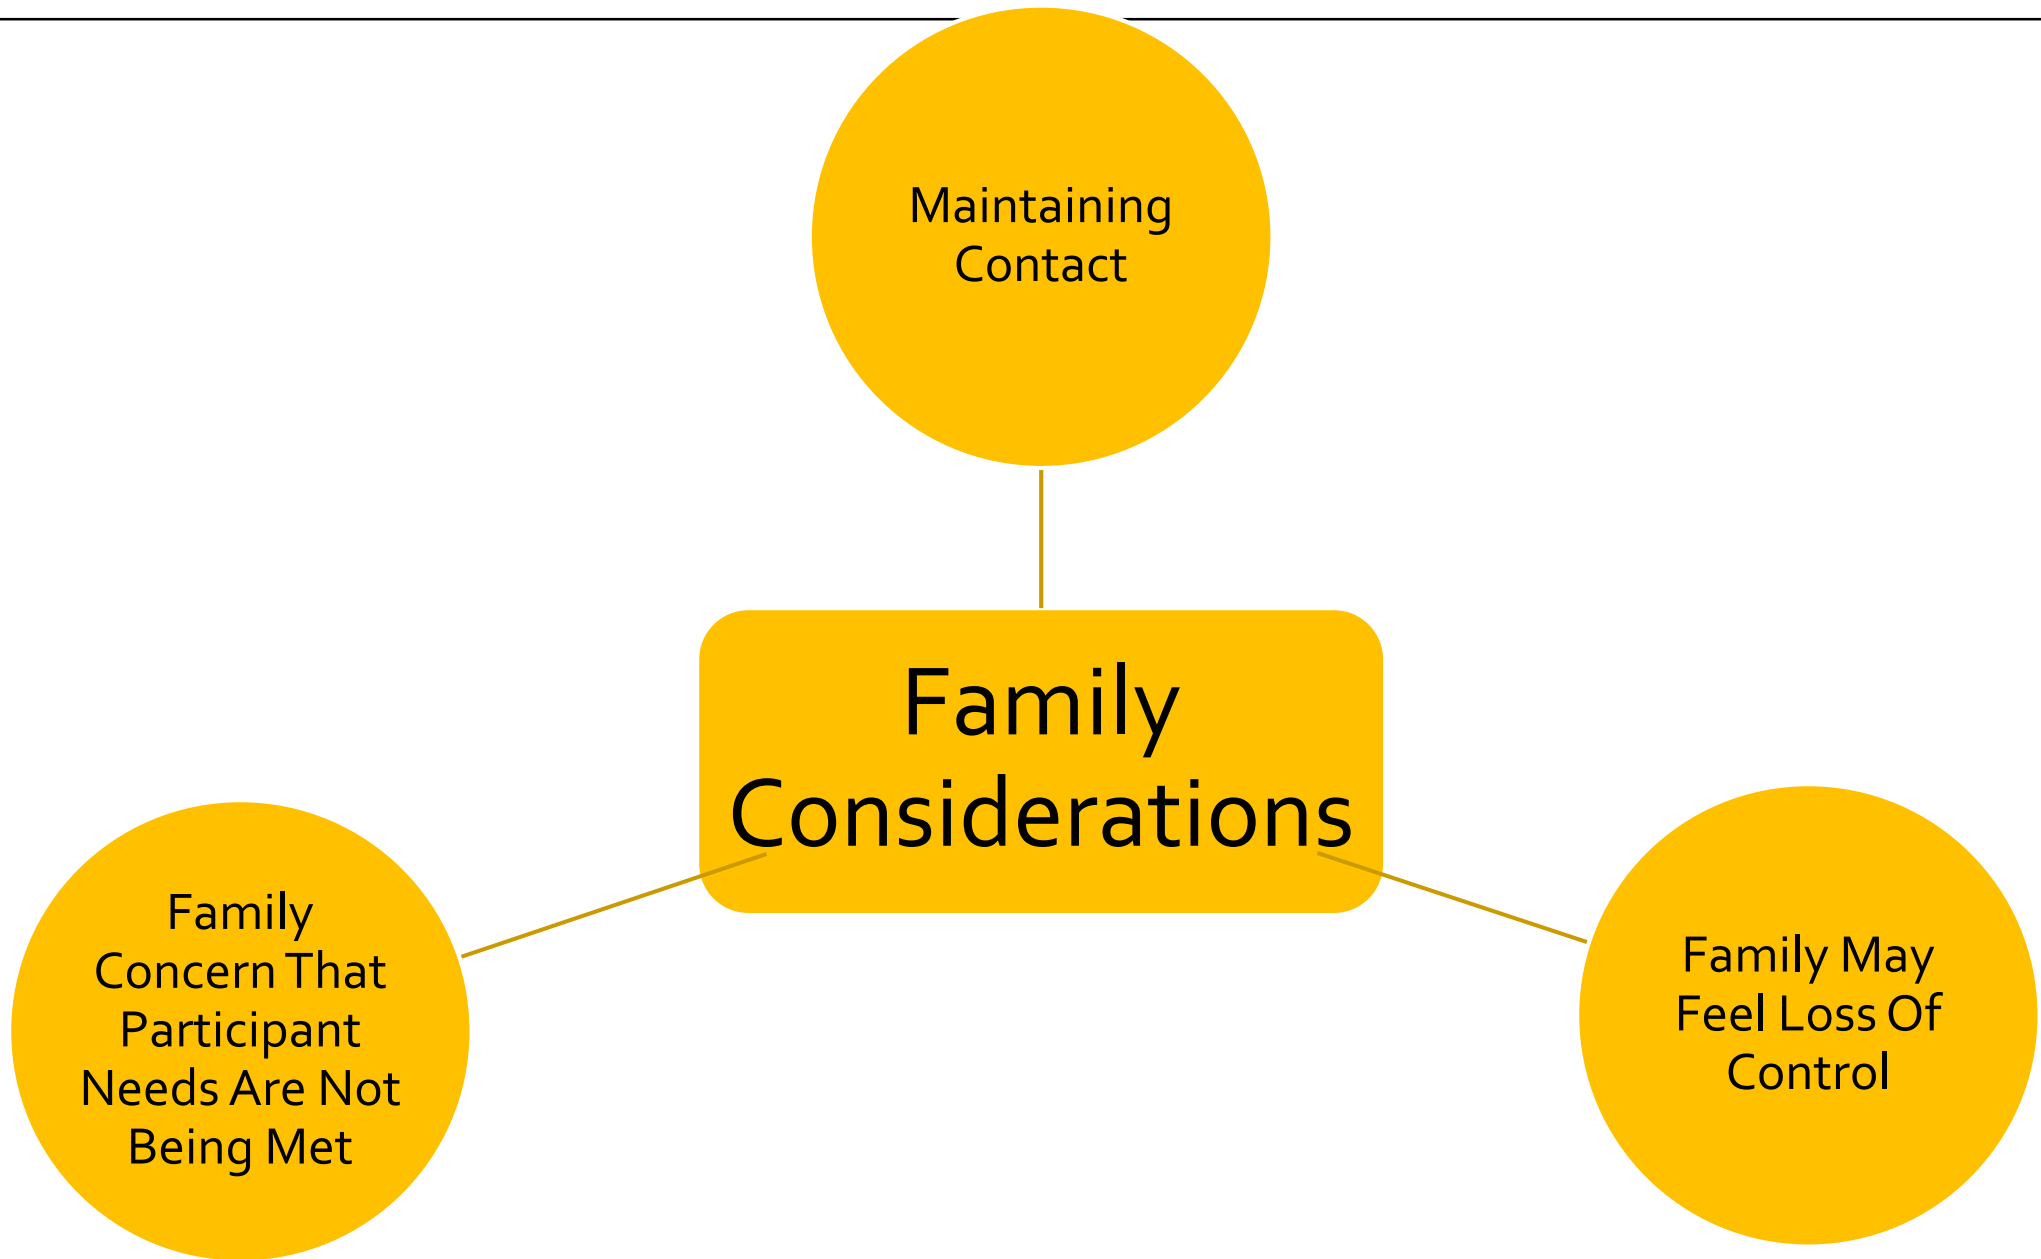 Maintaining
Contact
Family
Considerations
Family
Concern That
Participant
Needs Are Not
Being Met
Family May
Feel Loss Of
Control